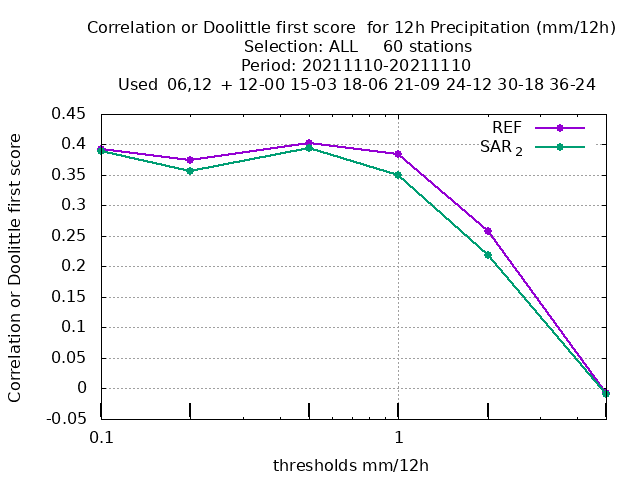 Correlation or Doolittle first score  for 12h Precipitation (mm/12h)
Selection: ALL     60 stations
Period: 20211110-20211110
Used  06,12  + 12-00 15-03 18-06 21-09 24-12 30-18 36-24
Correlation or Doolittle first score
0.45
0.4
0.35
0.3
0.25
0.2
0.15
0.1
0.05
0
-0.05
REF
SAR 2
0.1
1
thresholds mm/12h